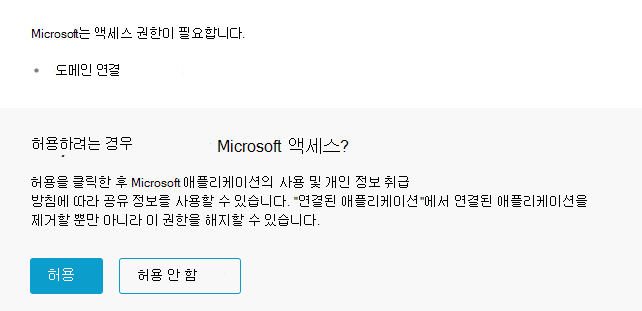 Microsoft는 액세스 권한이 필요합니다.
• 도메인 연결
허용하려는 경우 Microsoft 액세스?
허용을 클릭한 후 Microsoft 애플리케이션의 사용 및 개인 정보 취급
방침에 따라 공유 정보를 사용할 수 있습니다. "연결된 애플리케이션"에서 연결된 애플리케이션을
제거할 뿐만 아니라 이 권한을 해지할 수 있습니다.
허용 허용 안 함